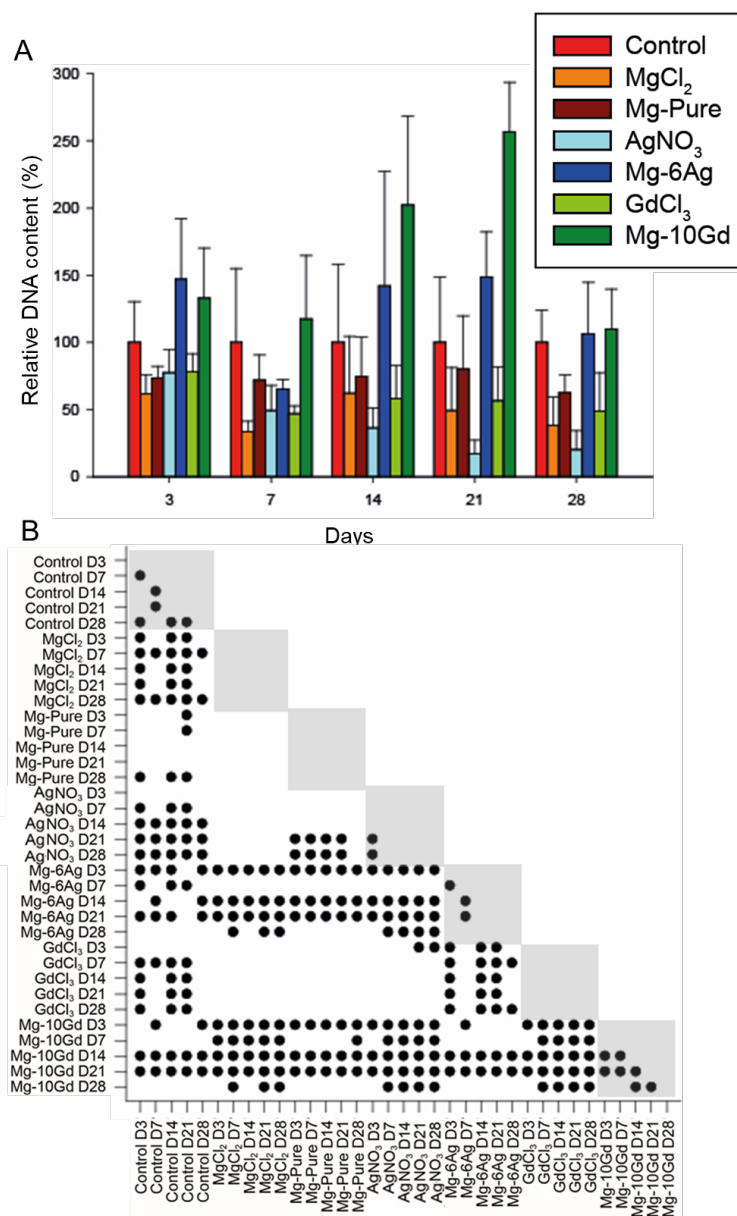 A
Control
MgCl2
Mg-Pure
AgNO3
Mg-6Ag
GdCl3
Mg-10Gd
Relative DNA content (%)
300
250
200
150
100
50
0
3 7 14 21 28
Days
B
Control D3
Control D7
Control D14
Control D21
Control D28
MgCl2 D3
MgCl2 D7
MgCl2 D14
MgCl2 D21
MgCl2 D28
Mg-Pure D3
Mg-Pure D7
Mg-Pure D14
Mg-Pure D21
Mg-Pure D28
AgNO3 D3
AgNO3 D7
AgNO3 D14
AgNO3 D21
AgNO3 D28
Mg-6Ag D3
Mg-6Ag D7
Mg-6Ag D14
Mg-6Ag D21
Mg-6Ag D28
GdCl3 D3
GdCl3 D7
GdCl3 D14
GdCl3 D21
GdCl3 D28
Mg-10Gd D3
Mg-10Gd D7
Mg-10Gd D14
Mg-10Gd D21
Mg-10Gd D28
Control D3
Control D7
Control D14
Control D21
Control D28
MgCl2 D3
MgCl2 D7
MgCl2 D14
MgCl2 D21
MgCl2 D28
Mg-Pure D3
Mg-Pure D7
Mg-Pure D14
Mg-Pure D21
Mg-Pure D28
AgNO3 D3
AgNO3 D7
AgNO3 D14
AgNO3 D21
AgNO3 D28
Mg-6Ag D3
Mg-6Ag D7
Mg-6Ag D14
Mg-6Ag D21
Mg-6Ag D28
GdCl3 D3
GdCl3 D7
GdCl3 D14
GdCl3 D21
GdCl3 D28
Mg-10Gd D3
Mg-10Gd D7
Mg-10Gd D14
Mg-10Gd D21
Mg-10Gd D28